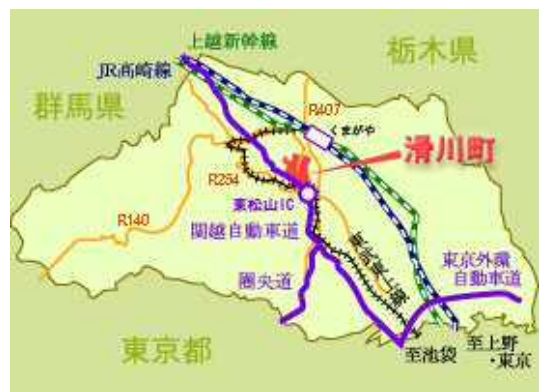 上越新幹線
栃木県
JR高崎線
群馬県
R407
くまがや
滑川町
R254
東松山IC
R140
関越自動車道
東武東上線
東京外環
自動車道
圏央道
東京都
至池袋
至上野
・東京